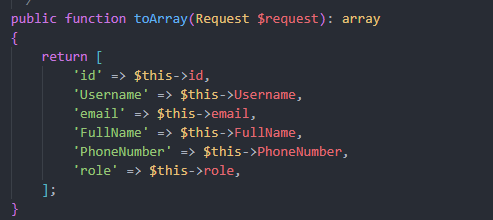 public function toArray(Request $request): array
{
    return [
        'id' => $this->id,
        'Username' => $this->Username,
        'email' => $this->email,
        'FullName' => $this->FullName,
        'PhoneNumber' => $this->PhoneNumber,
        'role' => $this->role,
    ];
}